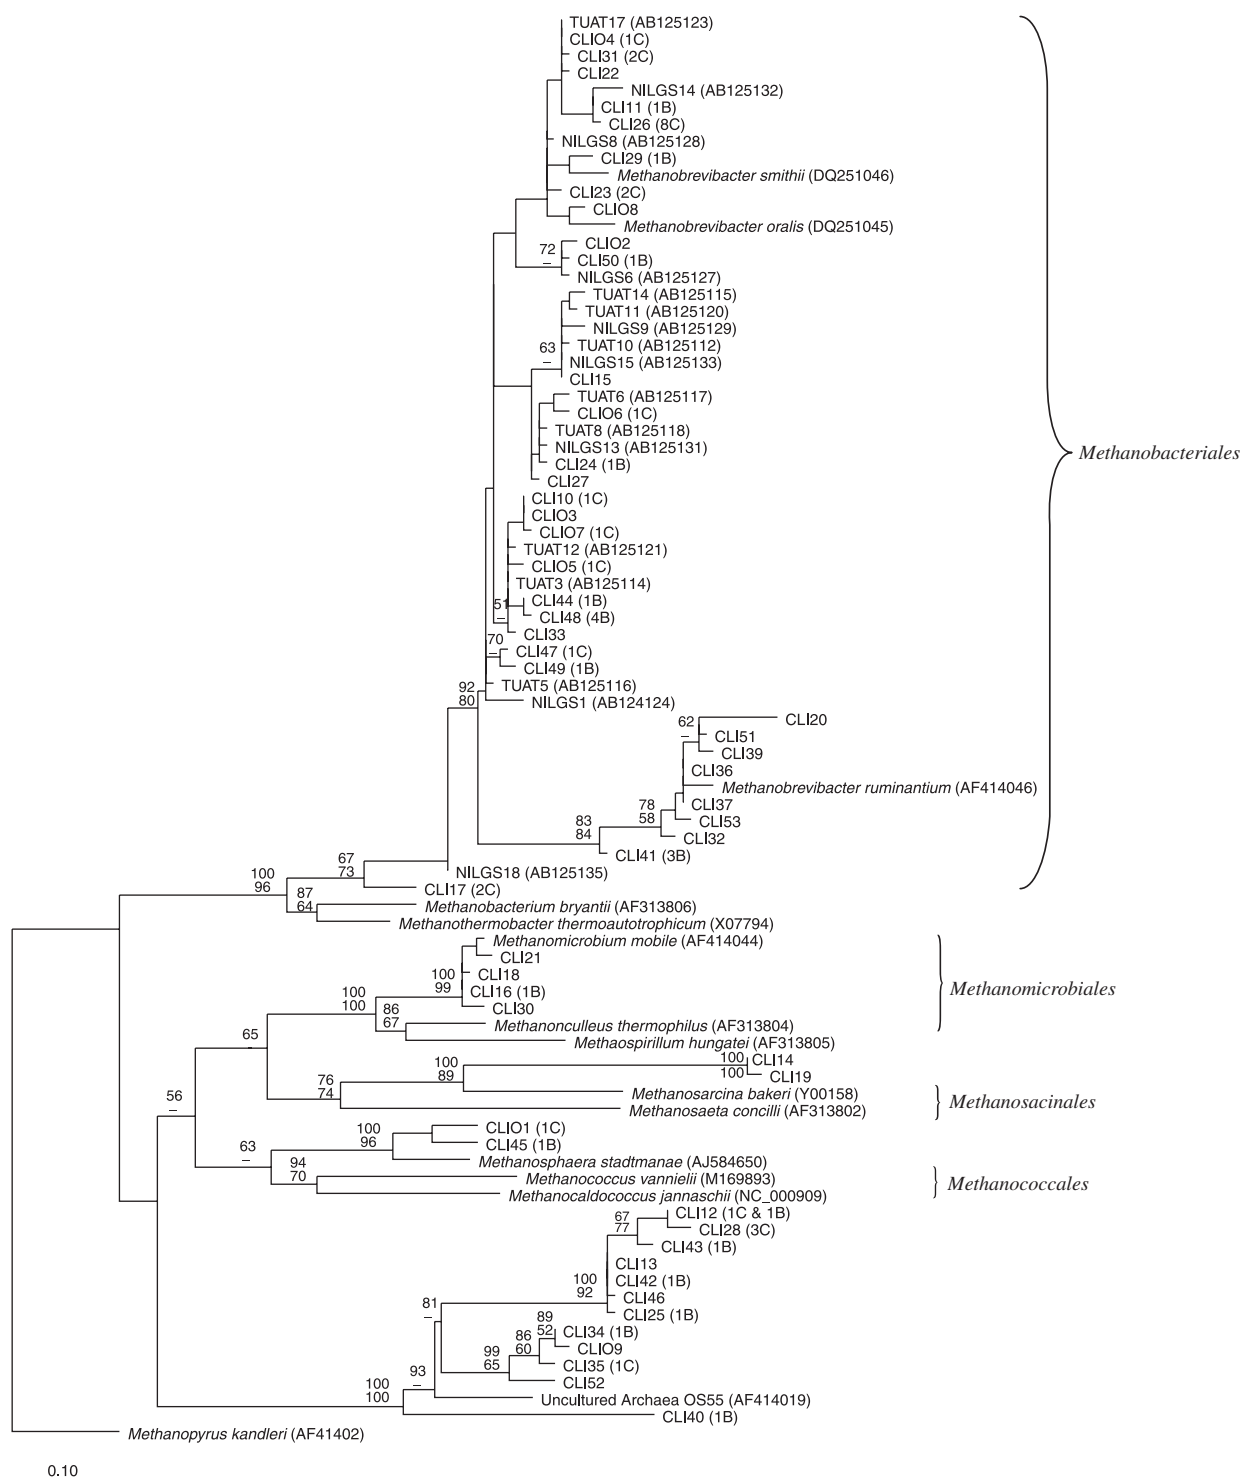 TUAT17 (AB125123)
CLIO4 (1C)
CLI31 (2C)
CLI22
NILGS14 (AB125132)
CLI11 (1B)
CLI26 (8C)
NILGS8 (AB125128)
CLI29 (1B)
Methanobrevibacter smithii (DQ251046)
CLI23 (2C)
CLIO8
Methanobrevibacter oralis (DQ251045)
72
–
CLIO2
CLI50 (1B)
NILGS6 (AB125127)
TUAT14 (AB125115)
TUAT11 (AB125120)
NILGS9 (AB125129)
63
–
TUAT10 (AB125112)
NILGS15 (AB125133)
CLI15
TUAT6 (AB125117)
CLIO6 (1C)
TUAT8 (AB125118)
NILGS13 (AB125131)
CLI24 (1B)
CLI27
Methanobacteriales
CLI10 (1C)
CLIO3
CLIO7 (1C)
TUAT12 (AB125121)
CLIO5 (1C)
TUAT3 (AB125114)
51
–
CLI44 (1B)
CLI48 (4B)
CLI33
70
–
CLI47 (1C)
CLI49 (1B)
92
80
TUAT5 (AB125116)
NILGS1 (AB124124)
62
–
CLI20
CLI51
CLI39
CLI36
Methanobrevibacter ruminantium (AF414046)
78
58
CLI37
CLI53
83
84
CLI32
CLI41 (3B)
67
73
NILGS18 (AB125135)
100
96
CLI17 (2C)
87
64
Methanobacterium bryantii (AF313806)
Methanothermobacter thermoautotrophicum (X07794)
Methanomicrobium mobile (AF414044)
CLI21
100
99
CLI18
CLI16 (1B)
100
100
CLI30
86
67
Methanonculleus thermophilus (AF313804)
Methaospirillum hungatei (AF313805)
Methanomicrobiales
65
–
100
100
CLI14
CLI19
100
89
76
74
Methanosarcina bakeri (Y00158)
Methanosaeta concilli (AF313802)
Methanosacinales
56
–
CLIO1 (1C)
100
96
CLI45 (1B)
63
–
Methanosphaera stadtmanae (AJ584650)
94
70
Methanococcus vannielii (M169893)
Methanocaldococcus jannaschii (NC_000909)
Methanococcales
67
77
CLI12 (1C & 1B)
CLI28 (3C)
CLI43 (1B)
CLI13
100
92
CLI42 (1B)
CLI46
CLI25 (1B)
81
–
89
52
CLI34 (1B)
86
60
CLIO9
99
65
CLI35 (1C)
CLI52
93
–
100
100
Uncultured Archaea OS55 (AF414019)
CLI40 (1B)
Methanopyrus kandleri (AF41402)
0.10